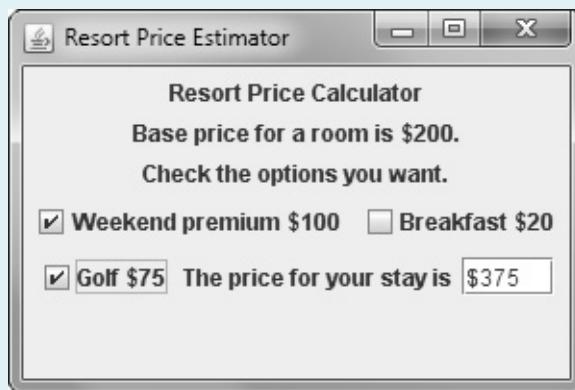 Resort Price Estimator
Resort Price Calculator
Base price for a room is $200.
Check the options you want.
Weekend premium $100 Breakfast $20
Golf $75 The price for your stay is $375